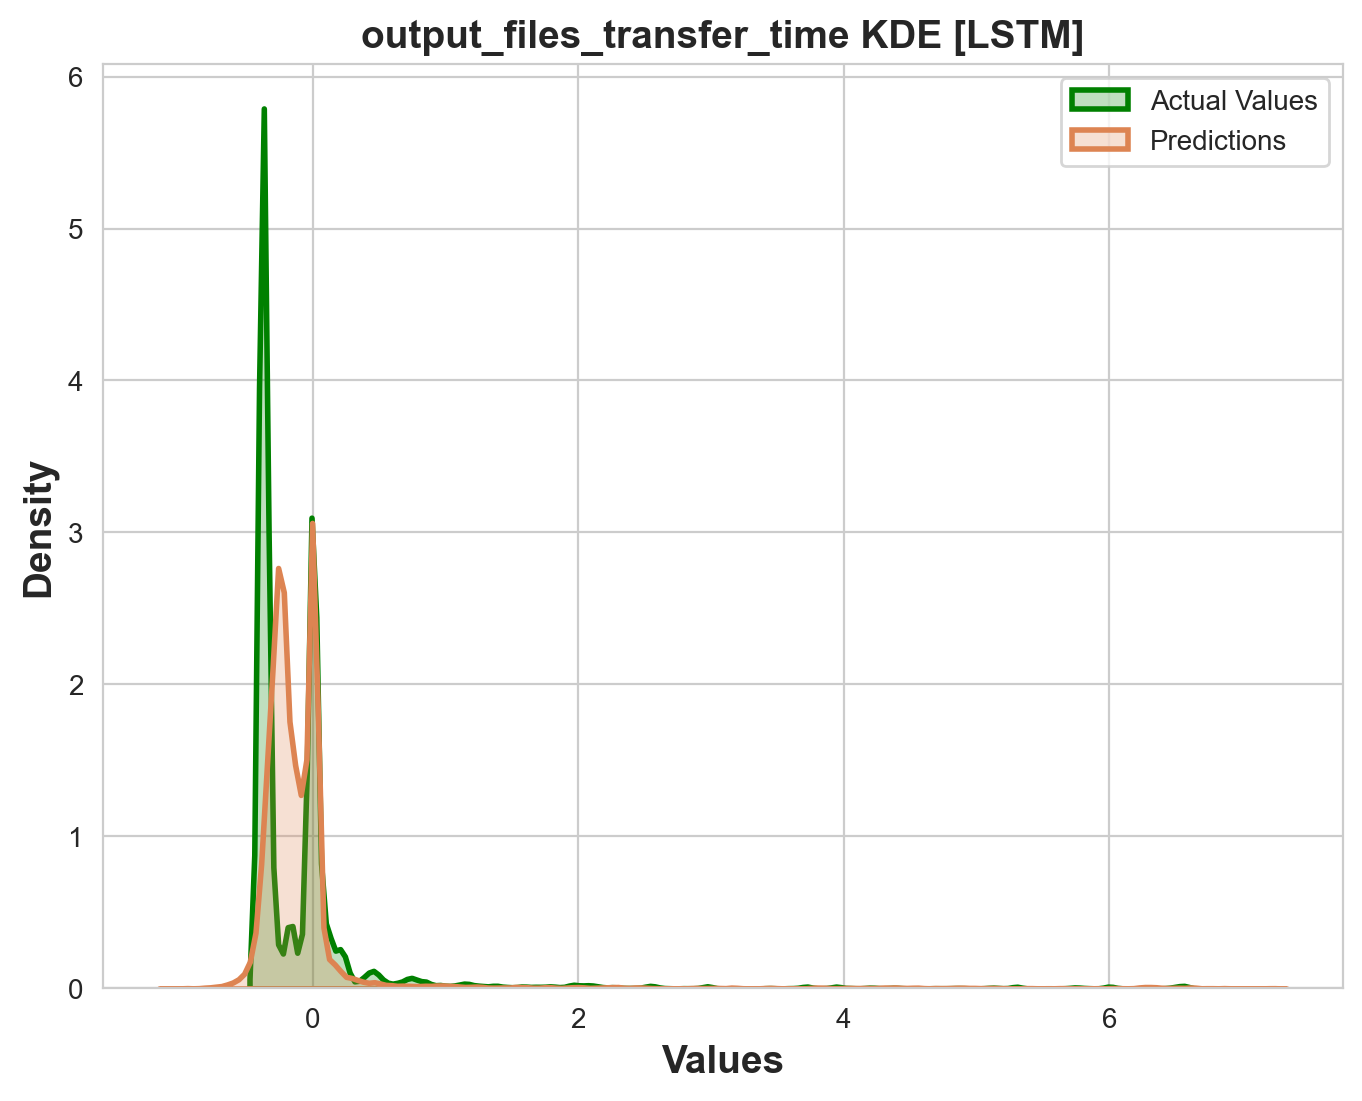 output_files_transfer_time KDE [LSTM]
Actual Values
Predictions
Density
6
5
4
3
2
1
0
0 2 4 6
Values